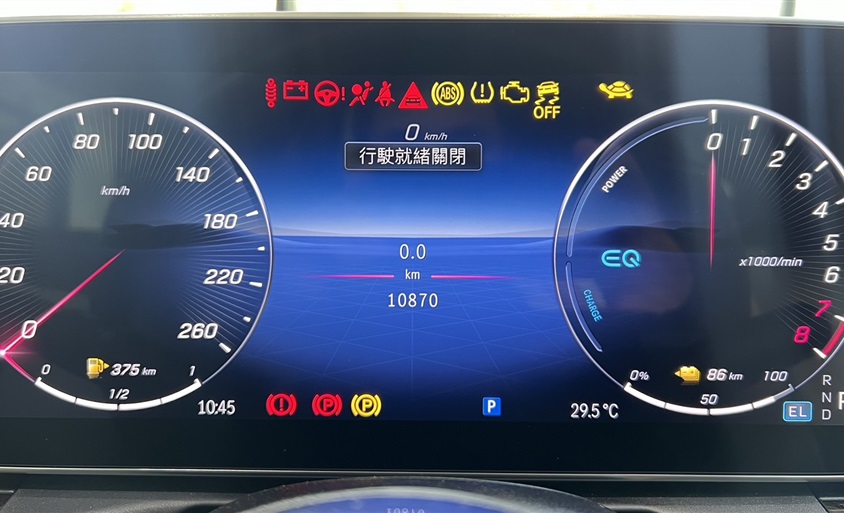 ABS
OFF
0 km/h
行駛就緒關閉
0.0
km
10870
0
20
40
60
80
100
140
180
220
260
km/h
375 km
0
1/2
1
10:45
P
P
P
29.5°C
0
1
2
3
4
5
6
7
8
x1000/min
POWER
EQ
CHARGE
86 km
0%
50
100
EL
R
N
D
P